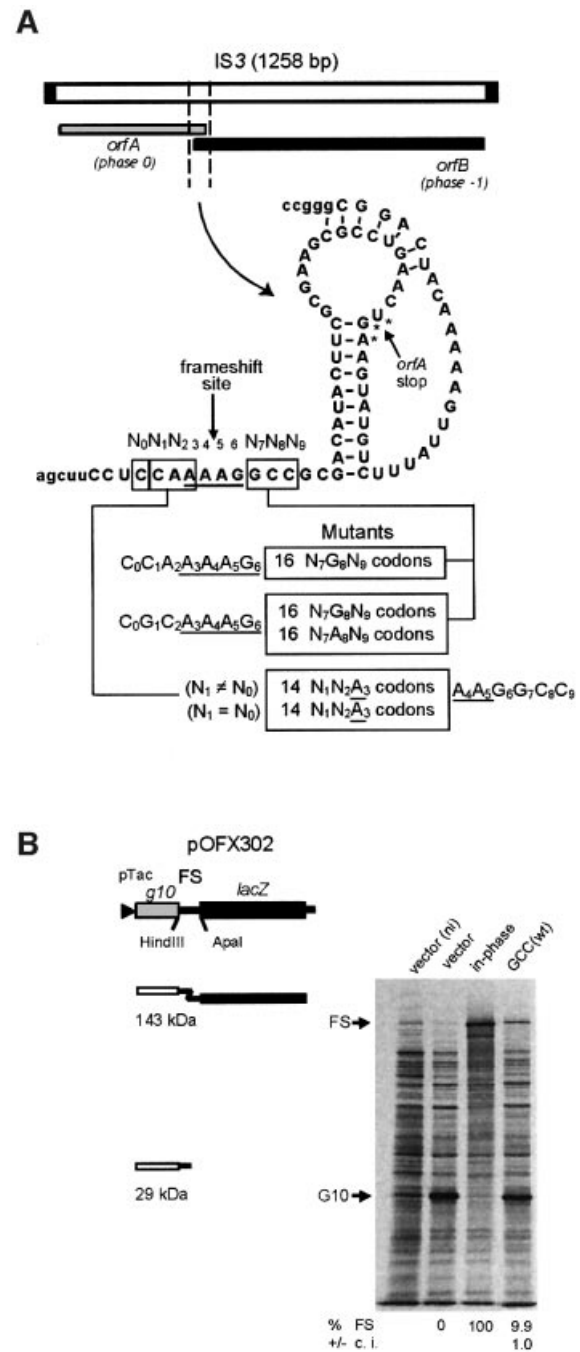 A
IS3 (1258 bp)
orfA
(phase 0)
orfB
(phase -1)
ccgggCGGACUACAAAAGUUAUUUC
frameshift
site
orfA
stop
N0N1N2 3 4 5 6 N7N8N9
agcuuCCUCCAAAAGGCCGCG
Mutants
C0C1A2A3A4A5G6 16 N7G8N9 codons
C0G1C2A3A4A5G6 16 N7G8N9
16 N7A8N9 codons
(N1 ≠ N0) 14 N1N2A3 codons A4A5G6G7C8C9
(N1 = N0) 14 N1N2A3 codons
B
pOFX302
pTac
g10
FS
lacZ
HindIII
ApaI
143 kDa
29 kDa
vector (ni)
vector
in-phase
GCC(wt)
FS
G10
% FS 0 100 9.9
+/- c. i. 1.0